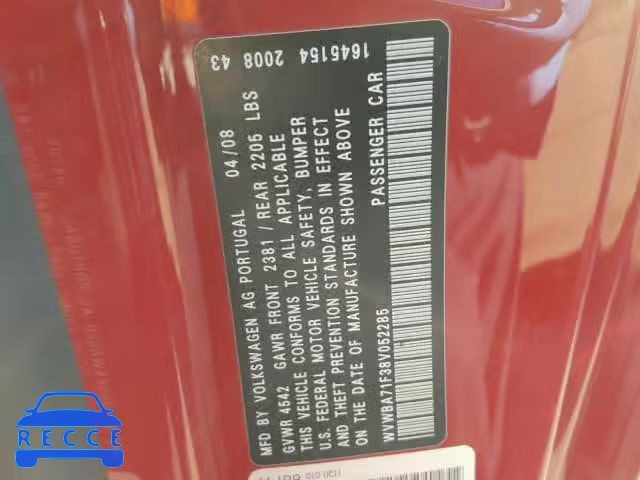 1645154 2008 43
MFD BY VOLKSWAGEN AG PORTUGAL 04/08
GVWR 4542 GAWR FRONT 2381 / REAR 2205 LBS
THIS VEHICLE CONFORMS TO ALL APPLICABLE
U.S. FEDERAL MOTOR VEHICLE SAFETY, BUMPER
AND THEFT PREVENTION STANDARDS IN EFFECT
ON THE DATE OF MANUFACTURE SHOWN ABOVE
WVWBA71F38V052285 PASSENGER CAR
RECCE